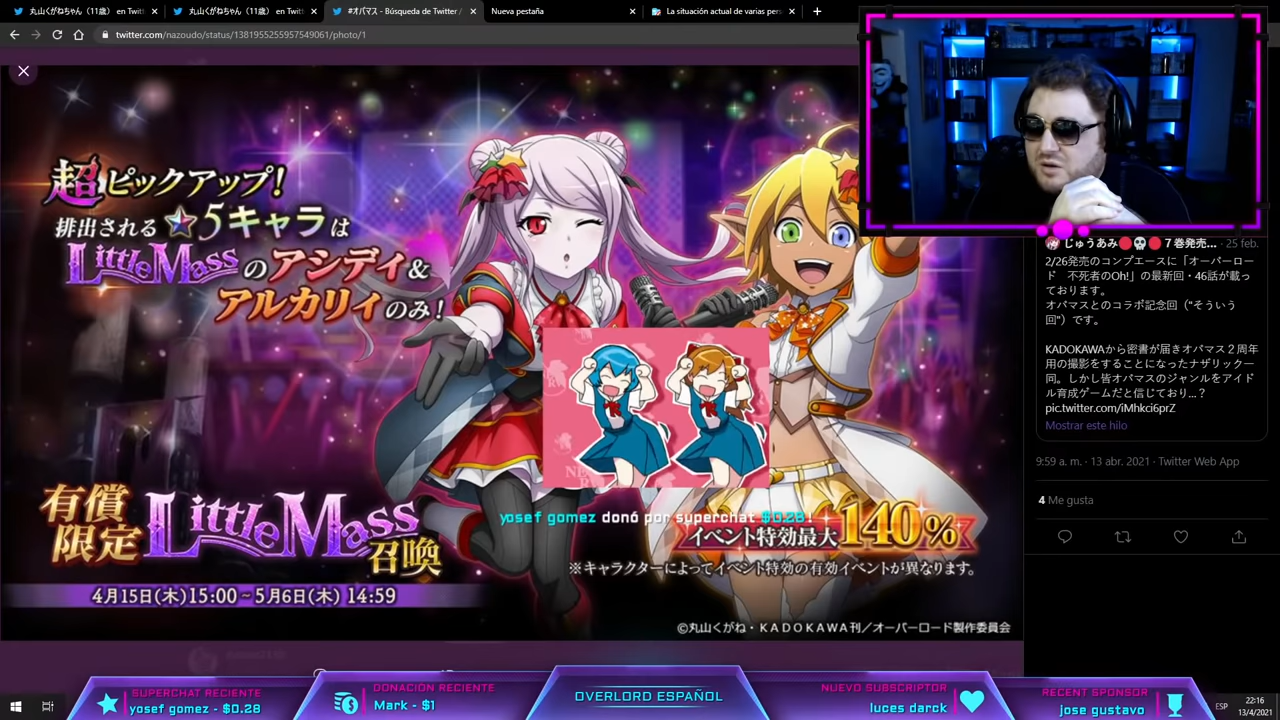 丸山くがねちゃん（11歳） en Twitt
丸山くがねちゃん（11歳） en Twitt
#オバマス - Búsqueda de Twitter /
Nueva pestaña
La situación actual de varias pers
twitter.com/nazoudo/status/1381955255957549061/photo/1
超ピックアップ!
排出される★5キャラは
LittleMassのアシディ&
アルカリィのみ!
有償
限定 LittleMass
召喚
4月15日(木)15:00~5月6日(木) 14:59
yosef gomez donó por superchat $0.28!
イベント特効最大140%
※キャラクターによってイベント特効の有効イベントが異なります。
©丸山くがね・KADOKAWA刊／オーバーロード製作委員会
じゅうあみ🔴💀🔴７巻発売... · 25 feb.
2/26発売のコンプエースに「オーバーロー
ド　不死者のOh!」の最新回・46話が載っ
ております。
オバマスとのコラボ記念回（"そういう
回"）です。
KADOKAWAから密書が届きオバマス２周年
用の撮影をすることになったナザリック一
同。しかし皆オバマスのジャンルをアイド
ル育成ゲームだと信じており...？
pic.twitter.com/iMhkci6prZ
Mostrar este hilo
9:59 a. m. · 13 abr. 2021 · Twitter Web App
4 Me gusta
SUPERCHAT RECIENTE
yosef gomez - $0.28
DONACION RECIENTE
Mark - $1
OVERLORD ESPAÑOL
NUEVO SUBSCRIPTOR
luces darck
RECENT SPONSOR
jose gustavo
ESP
22:16
13/4/2021